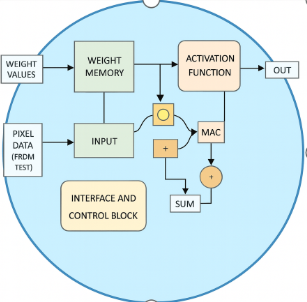 WEIGHT
VALUES
WEIGHT
MEMORY
ACTIVATION
FUNCTION
OUT
PIXEL
DATA
(FRDM
TEST)
INPUT
MAC
+
+
SUM
INTERFACE AND
CONTROL BLOCK